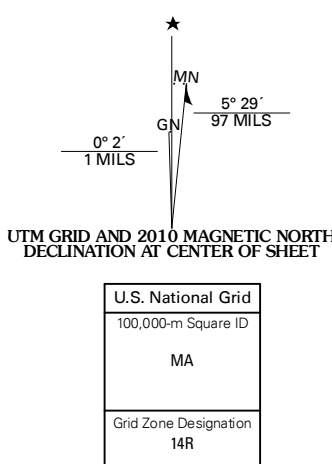 MN
5° 29´
97 MILS
GN
0° 2´
1 MILS
UTM GRID AND 2010 MAGNETIC NORTH
DECLINATION AT CENTER OF SHEET
U.S. National Grid
100,000-m Square ID
MA
Grid Zone Designation
14R